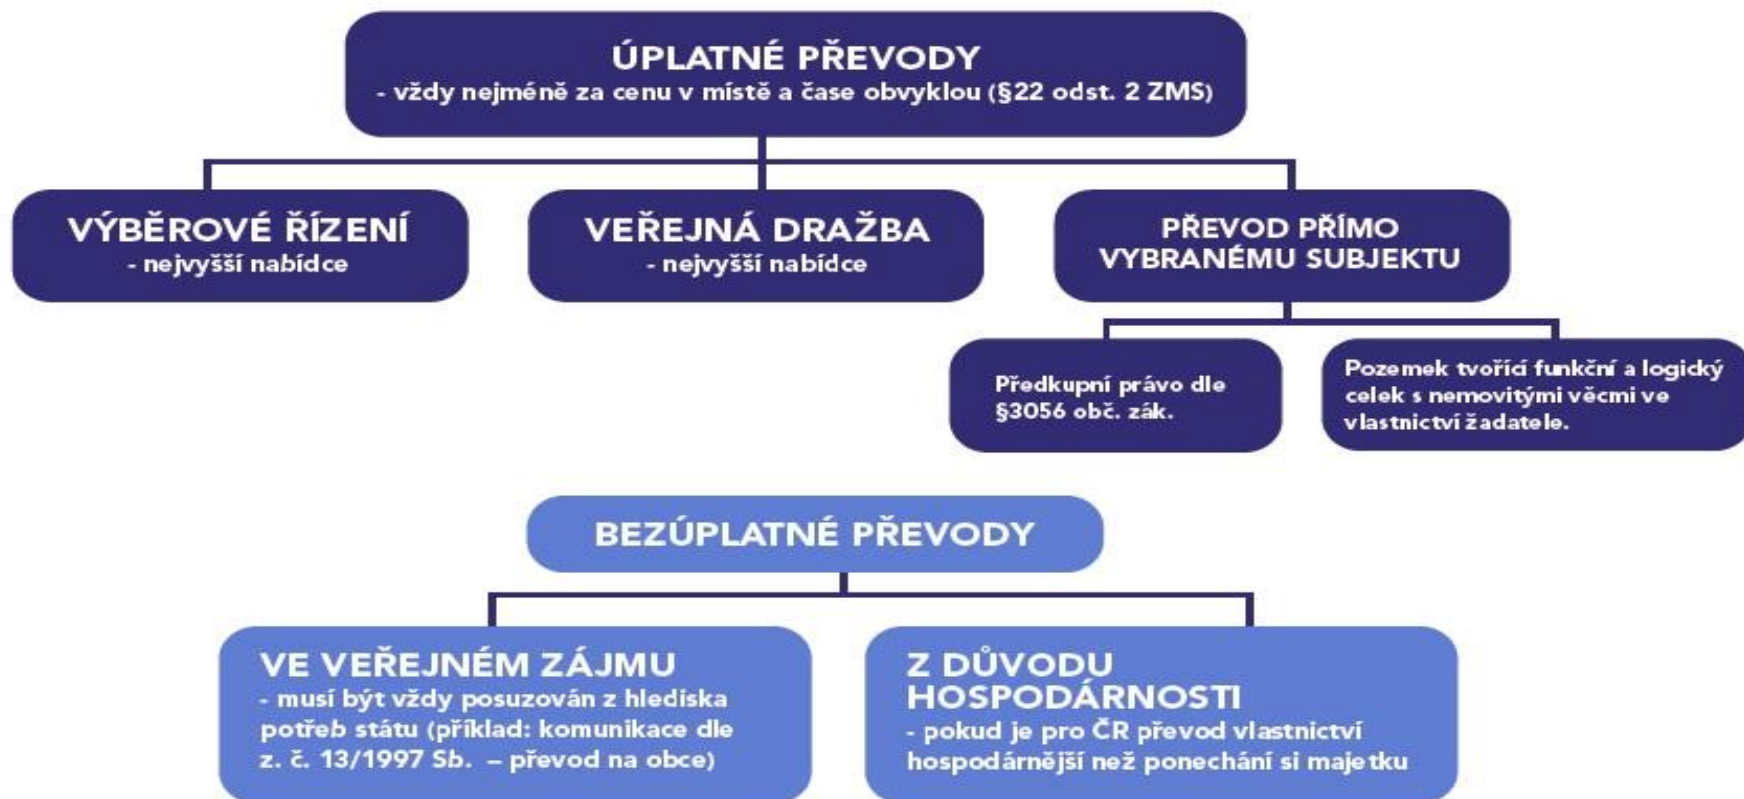 ÚPLATNÉ PŘEVODY
- vždy nejméně za cenu v místě a čase obvyklou (§22 odst. 2 ZMS)
VÝBĚROVÉ ŘÍZENÍ
- nejvyšší nabídce
VEŘEJNÁ DRAŽBA
- nejvyšší nabídce
PŘEVOD PŘÍMO
VYBRANÉMU SUBJEKTU
Předkupní právo dle
§3056 obč. zák.
Pozemek tvořící funkční a logický
celek s nemovitými věcmi ve
vlastnictví žadatele.
BEZÚPLATNÉ PŘEVODY
VE VEŘEJNÉM ZÁJMU
- musí být vždy posuzován z hlediska
potřeb státu (příklad: komunikace dle
z. č. 13/1997 Sb. – převod na obce)
Z DŮVODU
HOSPODÁRNOSTI
- pokud je pro ČR převod vlastnictví
hospodárnější než ponechání si majetku